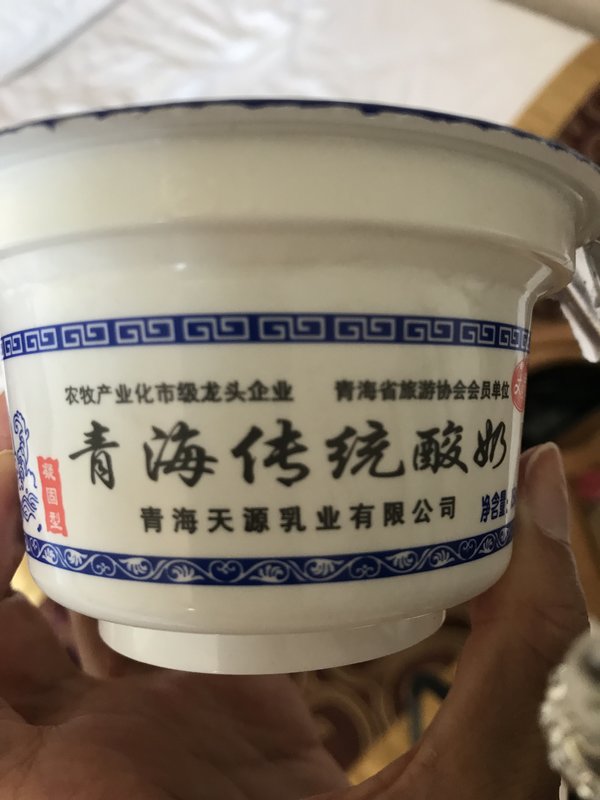 农牧产业化市级龙头企业 青海省旅游协会会员单位
青海传统酸奶
凝固型
青海天源乳业有限公司
净含量: